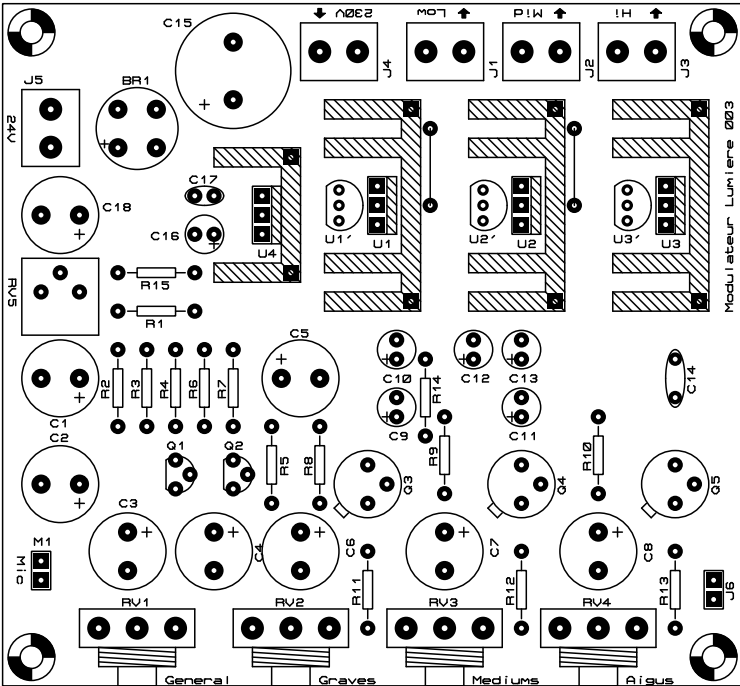 C15
230V
Low
Mid
Hi
J4
J1
J2
J3
J5
BR1
24V
C17
C18
C16
U4
U1'
U1
U2'
U2
U3'
U3
Modulateur Lumiere 003
RV5
R15
R1
C5
C10
C12
C13
C14
R2
R3
R4
R6
R7
R14
C1
C9
C11
C2
Q1
Q2
R5
R8
Q3
R9
Q4
R10
Q5
C3
C4
C6
C7
C8
M1
Mic
R11
R12
R13
J6
RV1
RV2
RV3
RV4
General
Graves
Mediums
Aigus